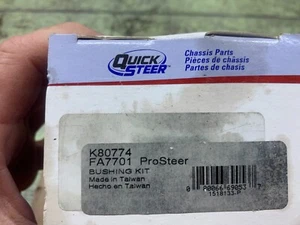 QUICK
STEER
Chassis Parts
Pièces de châssis
Partes de chasis
K80774
FA7701 ProSteer
BUSHING KIT
Made in Taiwan
Hecho en Taiwan
1518133-P